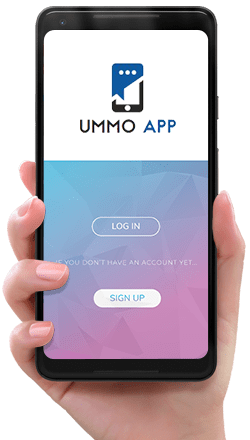 UMMO APP
LOG IN
IF YOU DON'T HAVE AN ACCOUNT YET...
SIGN UP